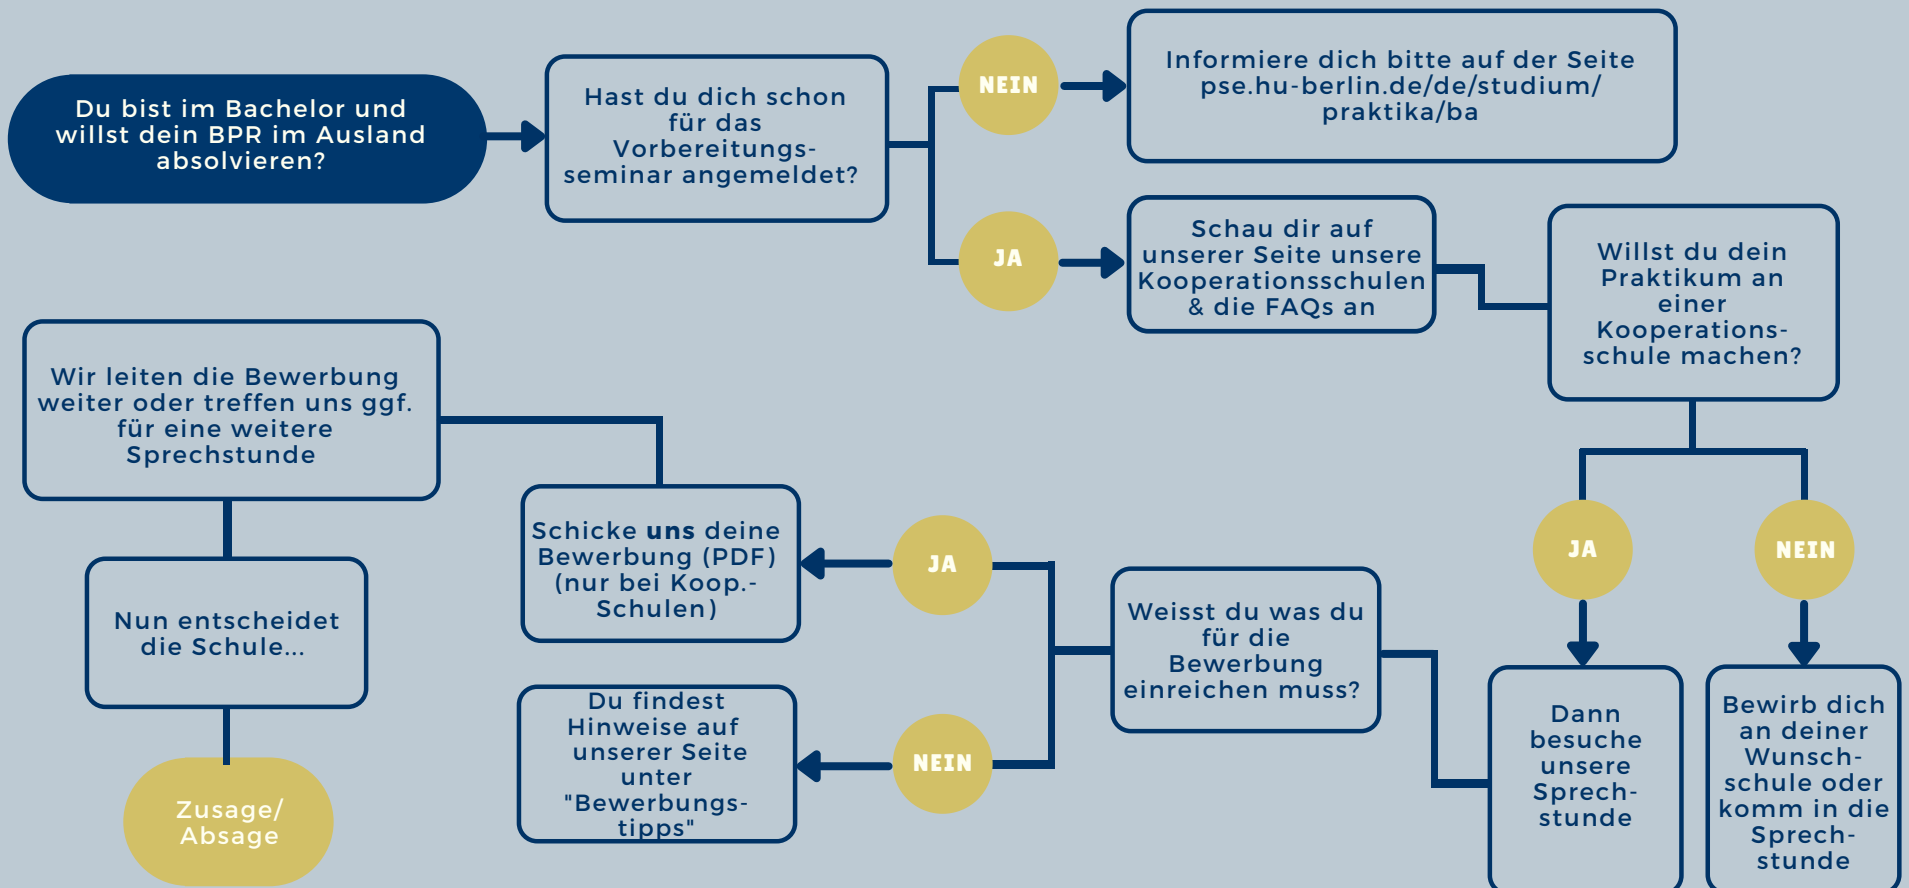 Du bist im Bachelor und
willst dein BPR im Ausland
absolvieren?
Hast du dich schon
für das
Vorbereitungs-
seminar angemeldet?
NEIN
Informiere dich bitte auf der Seite
pse.hu-berlin.de/de/studium/
praktika/ba
JA
Schau dir auf
unserer Seite unsere
Kooperationsschulen
& die FAQs an
Willst du dein
Praktikum an
einer
Kooperations-
schule machen?
JA
NEIN
Dann
besuche
unsere
Sprech-
stunde
Bewirb dich
an deiner
Wunsch-
schule oder
komm in die
Sprech-
stunde
Weisst du was du
für die
Bewerbung
einreichen muss?
JA
Schicke uns deine
Bewerbung (PDF)
(nur bei Koop.-
Schulen)
NEIN
Du findest
Hinweise auf
unserer Seite
unter
"Bewerbungs-
tipps"
Wir leiten die Bewerbung
weiter oder treffen uns ggf.
für eine weitere
Sprechstunde
Nun entscheidet
die Schule...
Zusage/
Absage